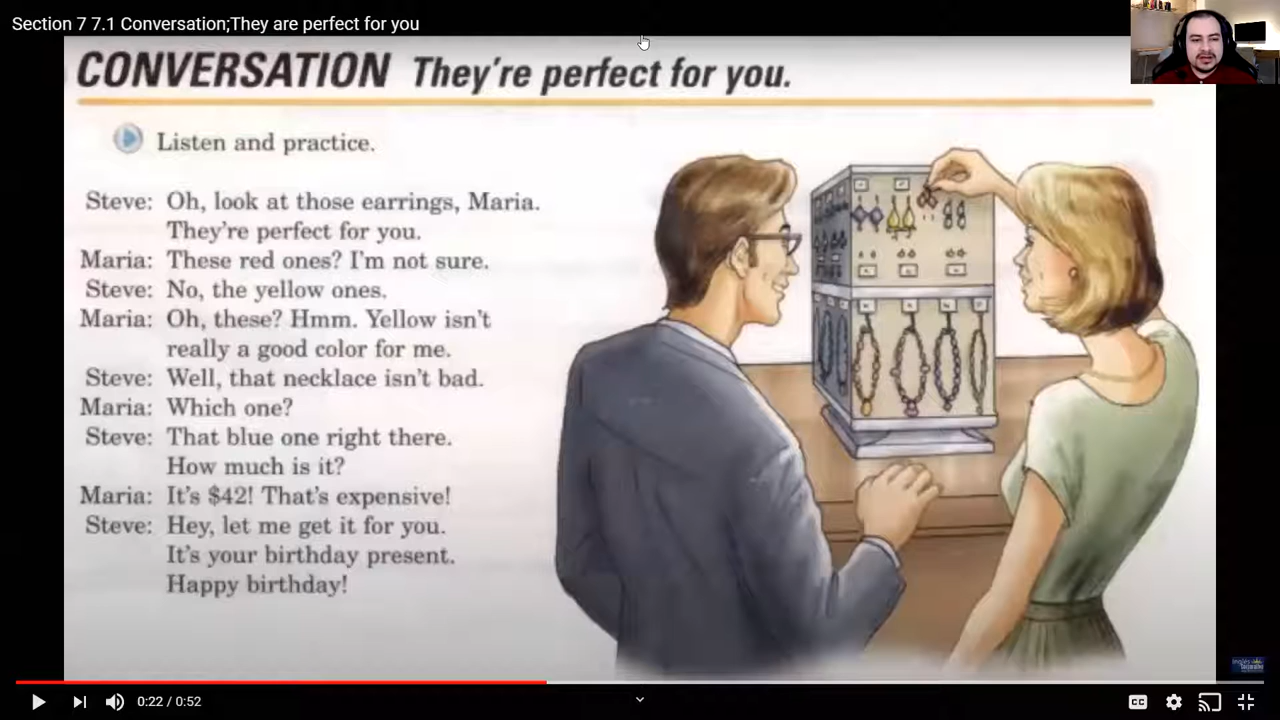 Section 7 7.1 Conversation;They are perfect for you
CONVERSATION They're perfect for you.
Listen and practice.
Steve: Oh, look at those earrings, Maria.
They're perfect for you.
Maria: These red ones? I'm not sure.
Steve: No, the yellow ones.
Maria: Oh, these? Hmm. Yellow isn't
really a good color for me.
Steve: Well, that necklace isn't bad.
Maria: Which one?
Steve: That blue one right there.
How much is it?
Maria: It's $42! That's expensive!
Steve: Hey, let me get it for you.
It's your birthday present.
Happy birthday!
0:22 / 0:52
CC